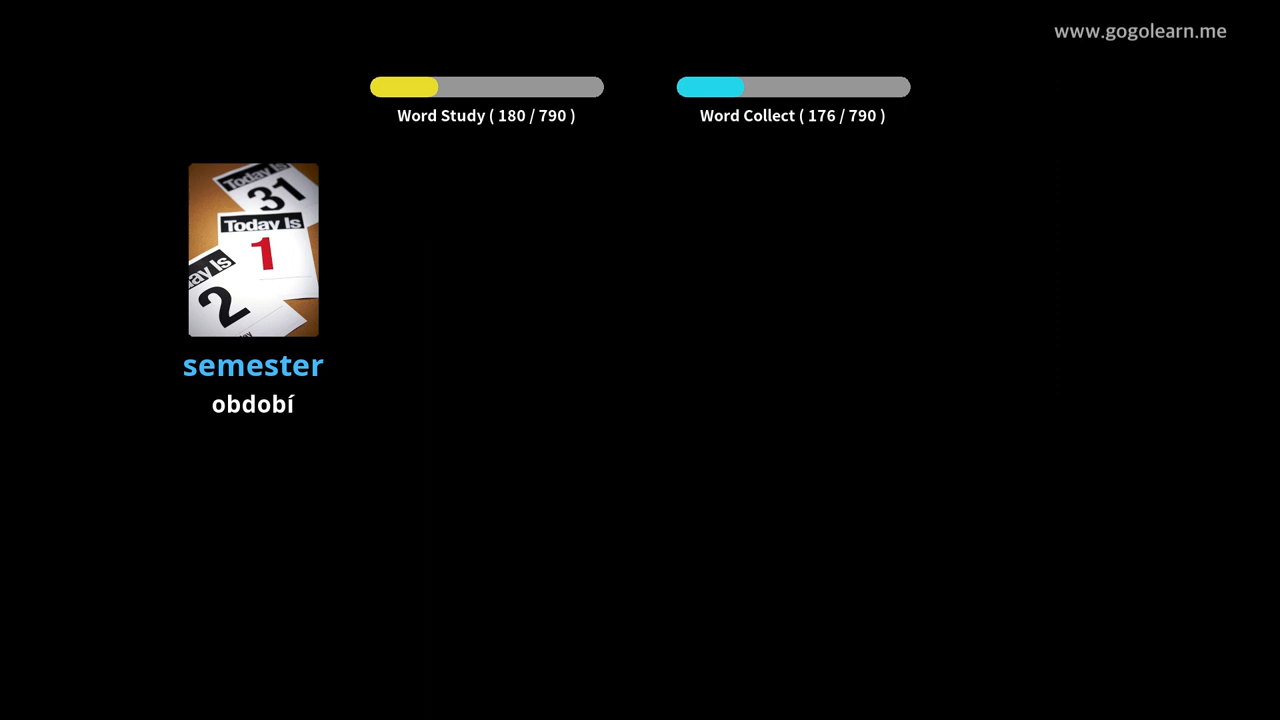 www.gogolearn.me
Word Study ( 180 / 790 )
Word Collect ( 176 / 790 )
Today Is
31
Today Is
1
ay Is
2
semester
období